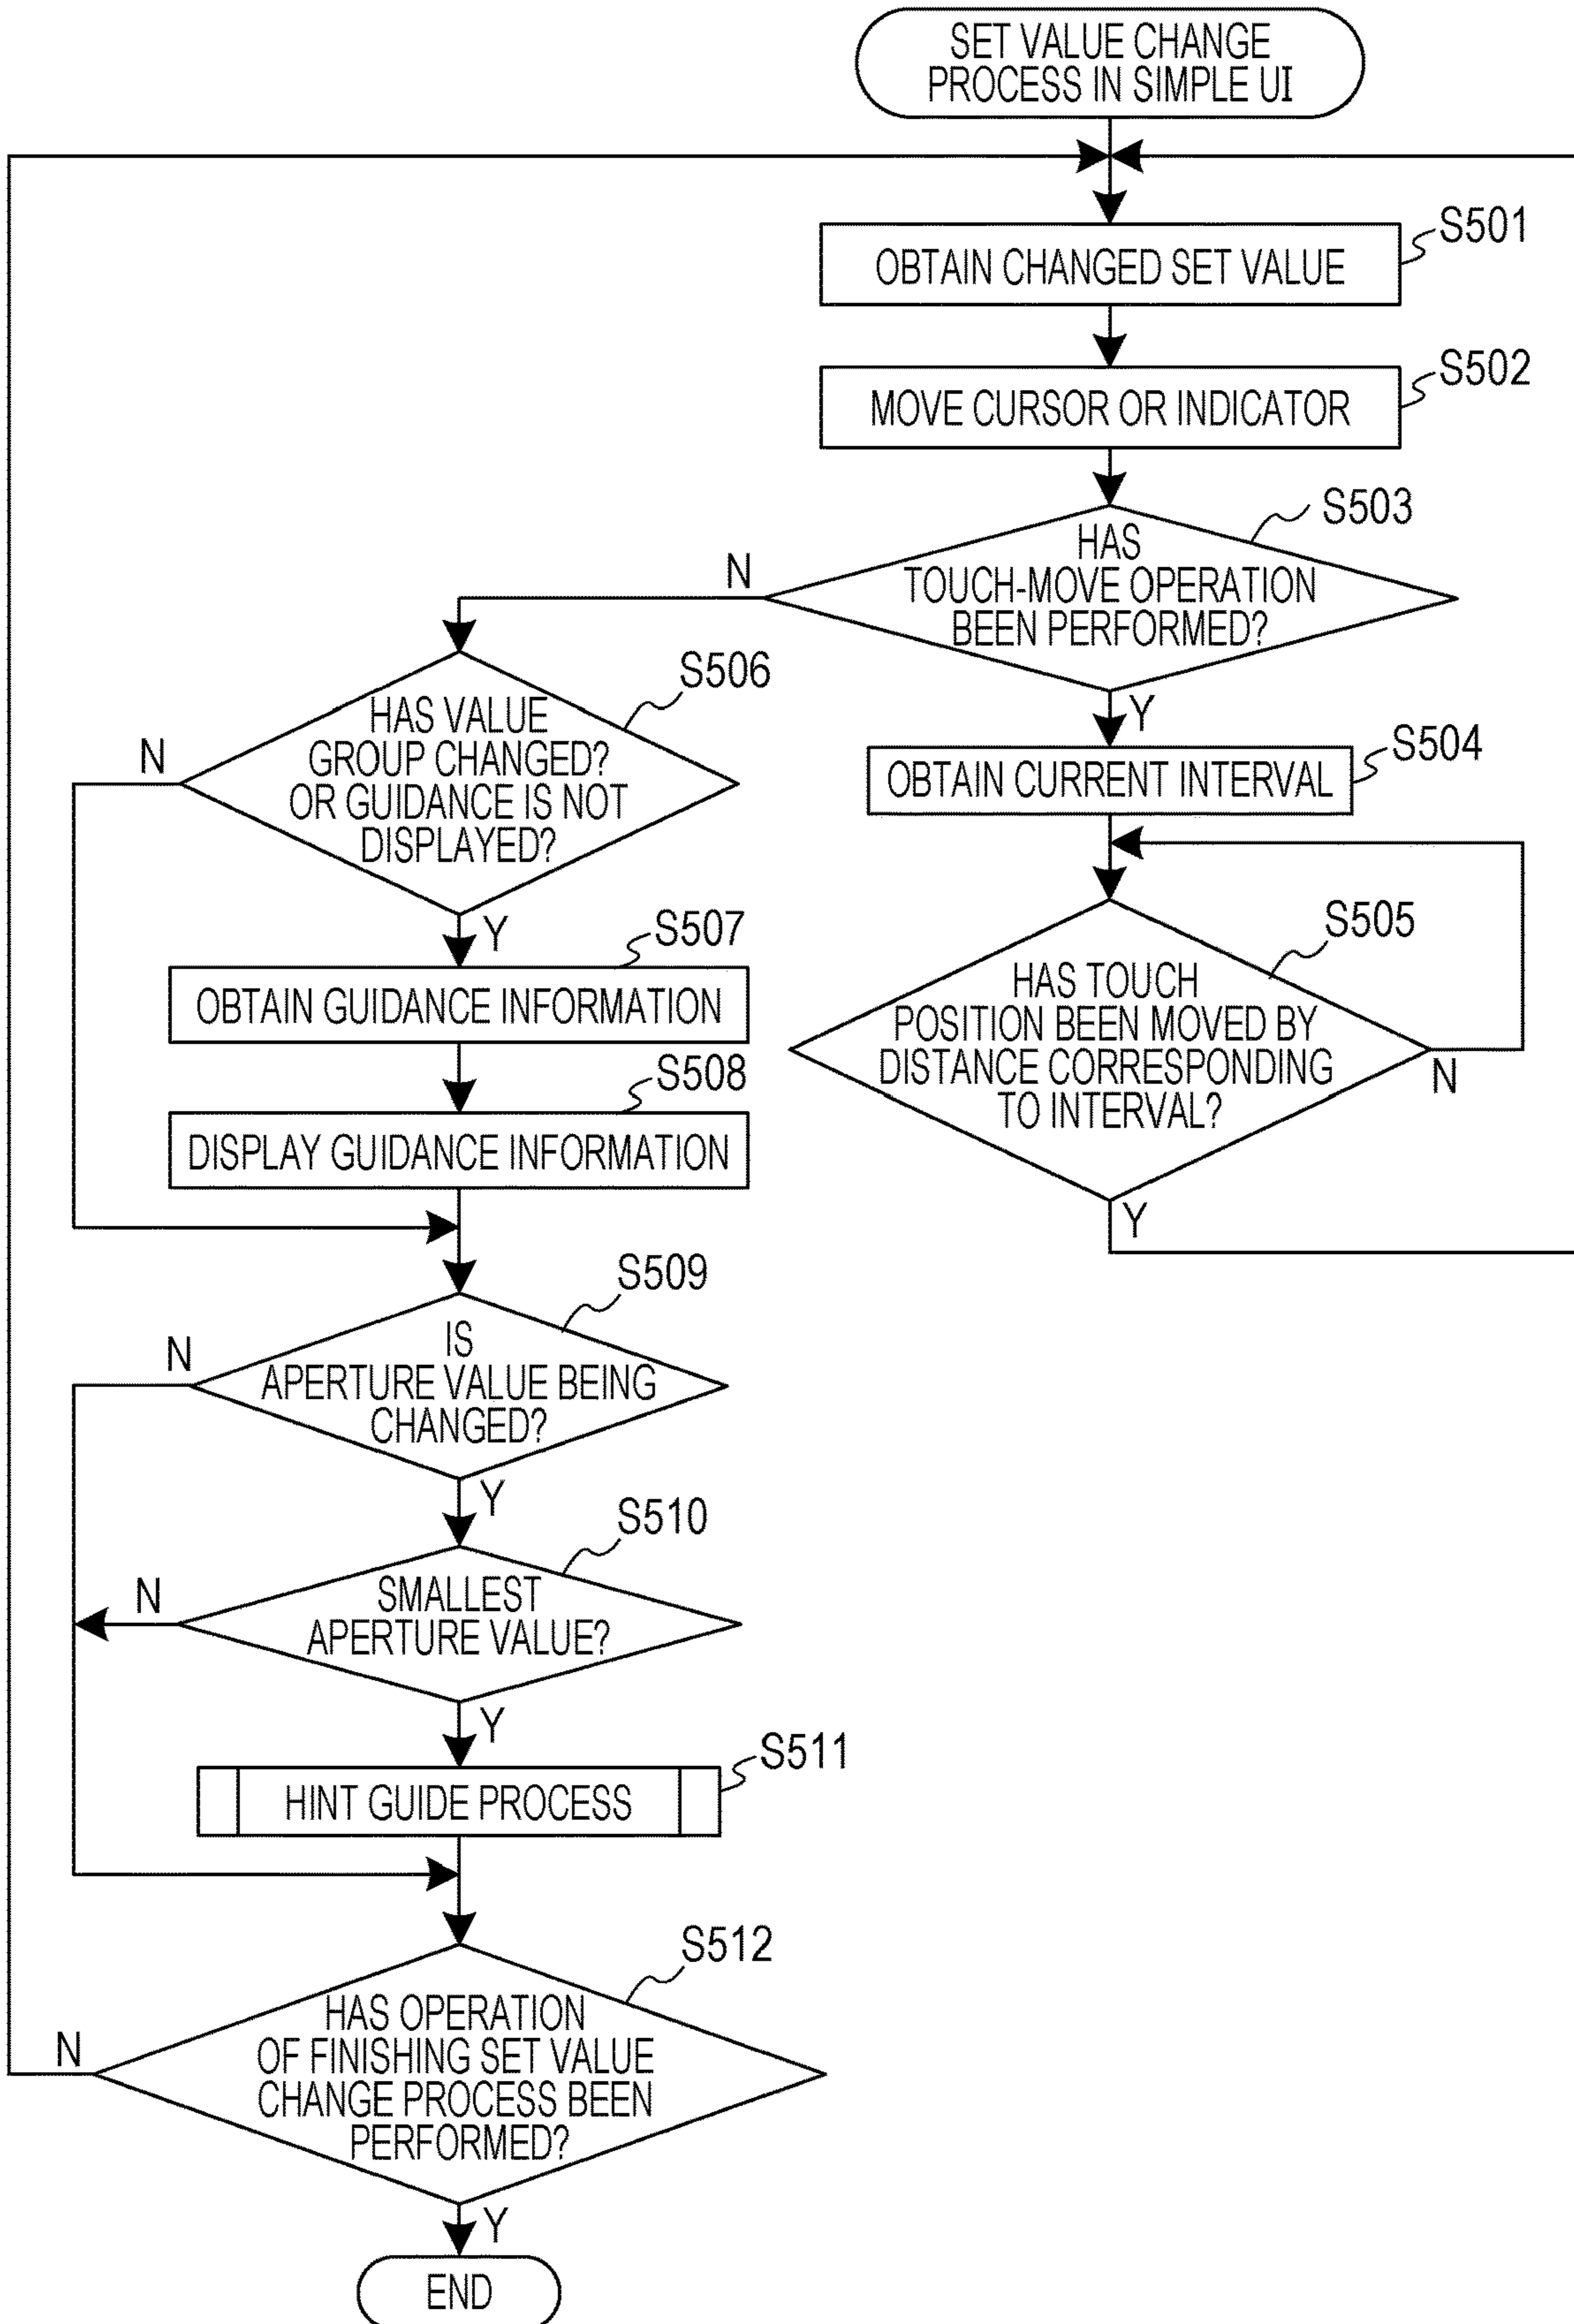 SET VALUE CHANGE
PROCESS IN SIMPLE UI
S501
OBTAIN CHANGED SET VALUE
S502
MOVE CURSOR OR INDICATOR
S503
HAS
TOUCH-MOVE OPERATION
BEEN PERFORMED?
N
Y
S504
OBTAIN CURRENT INTERVAL
S505
HAS TOUCH
POSITION BEEN MOVED BY
DISTANCE CORRESPONDING
TO INTERVAL?
N
Y
S506
HAS VALUE
GROUP CHANGED?
OR GUIDANCE IS NOT
DISPLAYED?
N
Y
S507
OBTAIN GUIDANCE INFORMATION
S508
DISPLAY GUIDANCE INFORMATION
S509
IS
APERTURE VALUE BEING
CHANGED?
N
Y
S510
SMALLEST
APERTURE VALUE?
N
Y
S511
HINT GUIDE PROCESS
S512
HAS OPERATION
OF FINISHING SET VALUE
CHANGE PROCESS BEEN
PERFORMED?
N
Y
END